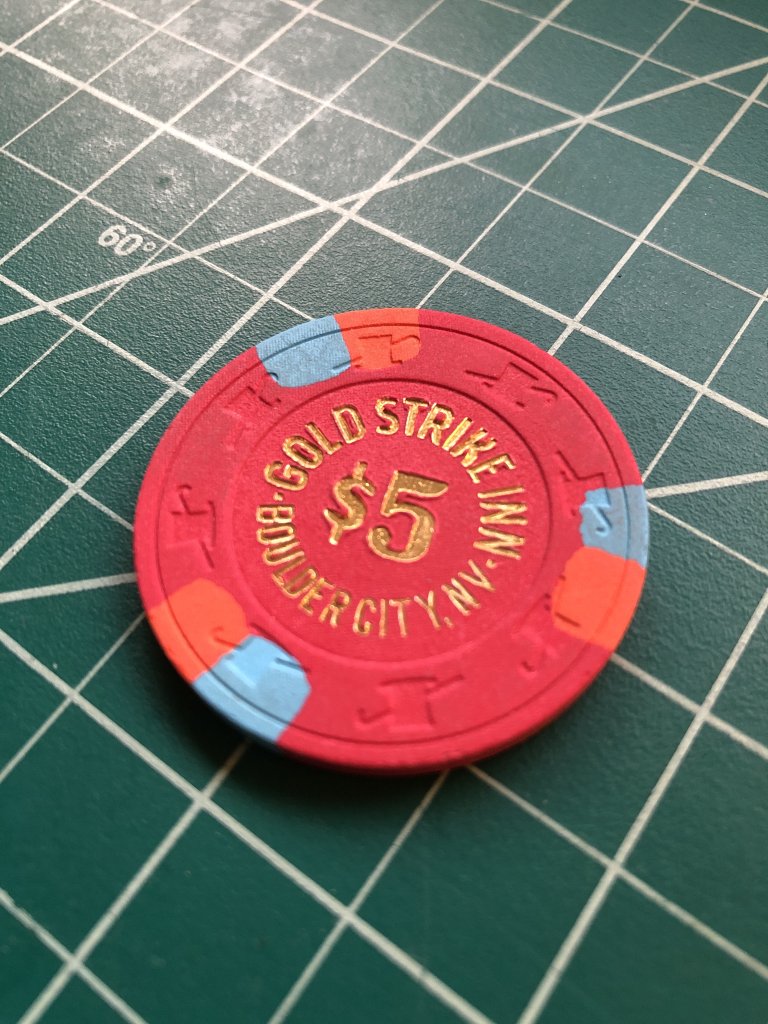 60°
·GOLD STRIKE INN·
$5
BOULDER CITY, NV.